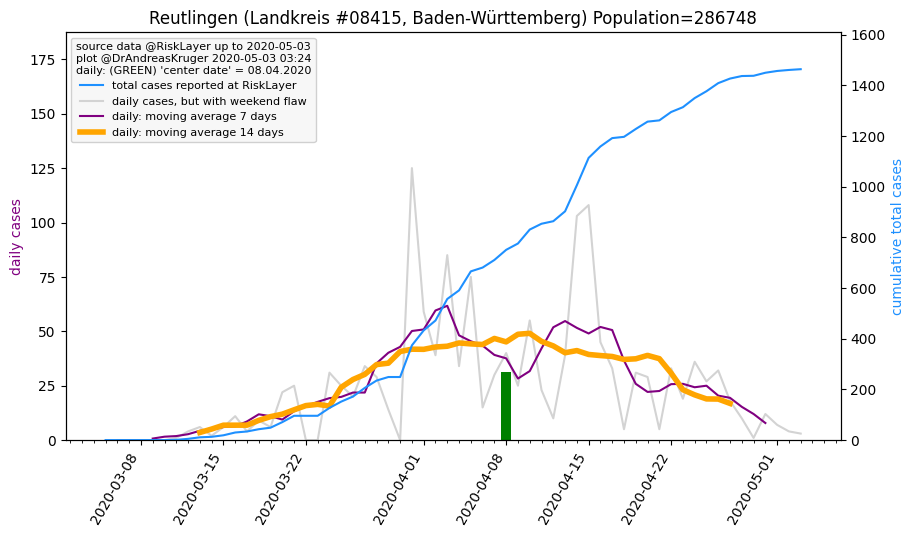 Reutlingen (Landkreis #08415, Baden-Württemberg) Population=286748
source data @RiskLayer up to 2020-05-03
plot @DrAndreasKruger 2020-05-03 03:24
daily: (GREEN) 'center date' = 08.04.2020
total cases reported at RiskLayer
daily cases, but with weekend flaw
daily: moving average 7 days
daily: moving average 14 days
daily cases
175
150
125
100
75
50
25
0
1600
1400
1200
1000
800
600
400
200
0
cumulative total cases
2020-03-08
2020-03-15
2020-03-22
2020-04-01
2020-04-08
2020-04-15
2020-04-22
2020-05-01